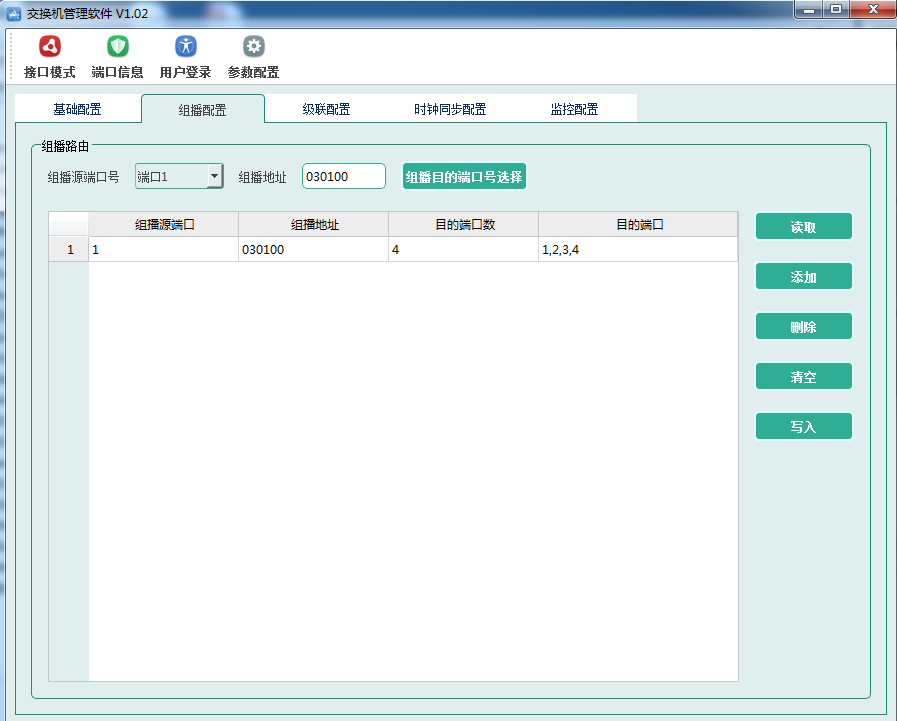 交换机管理软件 V1.02
接口模式 端口信息 用户登录 参数配置
基础配置 组播配置 级联配置 时钟同步配置 监控配置
组播路由
组播源端口号 端口1 组播地址 030100 组播目的端口号选择
组播源端口 组播地址 目的端口数 目的端口
1 1 030100 4 1,2,3,4
读取
添加
删除
清空
写入